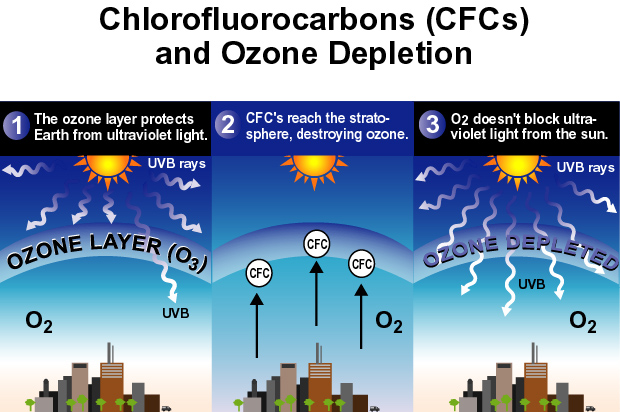 Chlorofluorocarbons (CFCs)
and Ozone Depletion
1 The ozone layer protects
Earth from ultraviolet light.
UVB rays
OZONE LAYER (O3)
UVB
O2
2 CFC's reach the strato-
sphere, destroying ozone.
CFC
CFC
CFC
O2
3 O2 doesn't block ultra-
violet light from the sun.
UVB rays
OZONE DEPLETED
UVB
O2